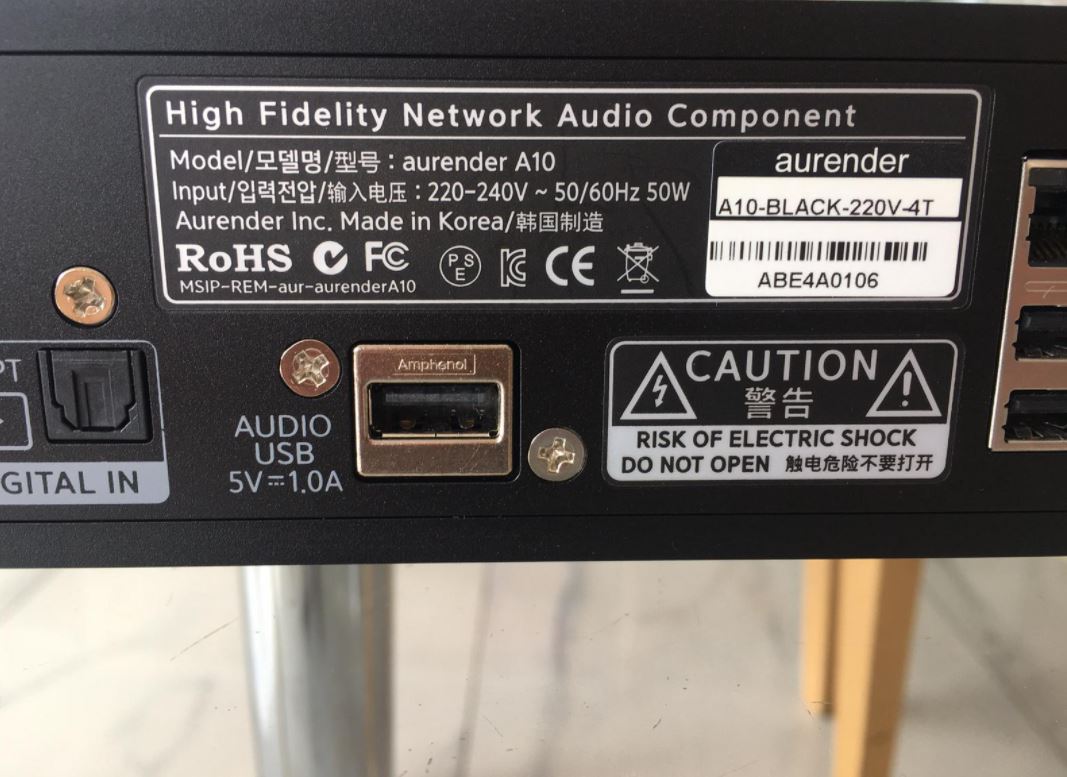 High Fidelity Network Audio Component
Model/모델명/型号 : aurender A10
Input/입력전압/输入电压 : 220-240V ~ 50/60Hz 50W
Aurender Inc. Made in Korea/韩国制造
RoHS FC PSE CE
MSIP-REM-aur-aurenderA10
aurender
A10-BLACK-220V-4T
ABE4A0106
PT
GITAL IN
AUDIO
USB
5V⎓1.0A
Amphenol
CAUTION
警告
RISK OF ELECTRIC SHOCK
DO NOT OPEN 触电危险不要打开